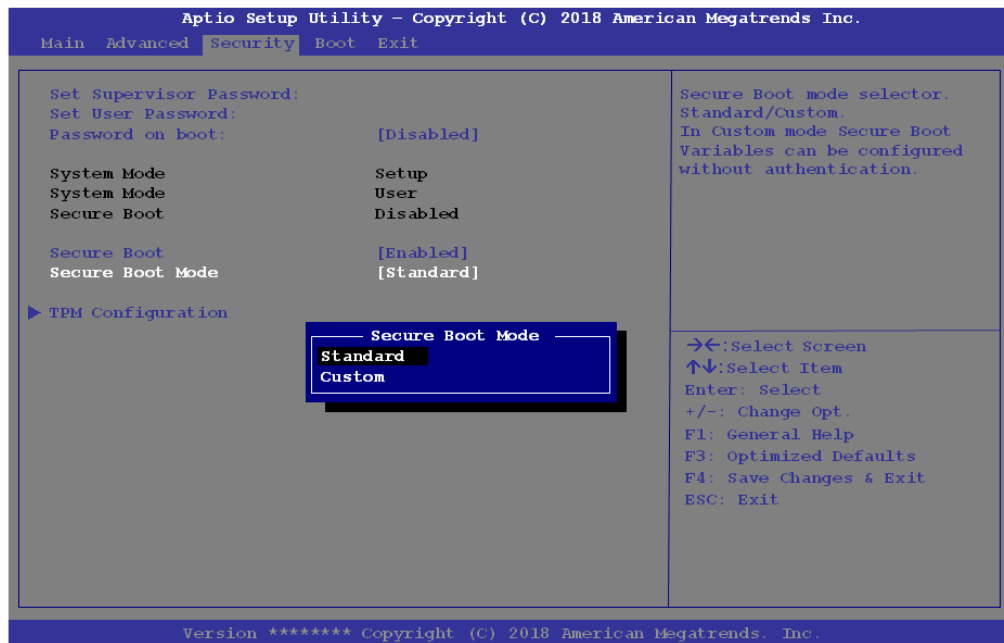 Aptio Setup Utility – Copyright (C) 2018 American Megatrends Inc.
Main Advanced Security Boot Exit
Set Supervisor Password:
Set User Password:
Password on boot: [Disabled]
System Mode Setup
System Mode User
Secure Boot Disabled
Secure Boot [Enabled]
Secure Boot Mode [Standard]
▶ TPM Configuration
Secure Boot Mode
Standard
Custom
Secure Boot mode selector.
Standard/Custom.
In Custom mode Secure Boot
Variables can be configured
without authentication.
→←:Select Screen
↑↓:Select Item
Enter: Select
+/-: Change Opt.
F1: General Help
F3: Optimized Defaults
F4: Save Changes & Exit
ESC: Exit
Version ******** Copyright (C) 2018 American Megatrends. Inc.